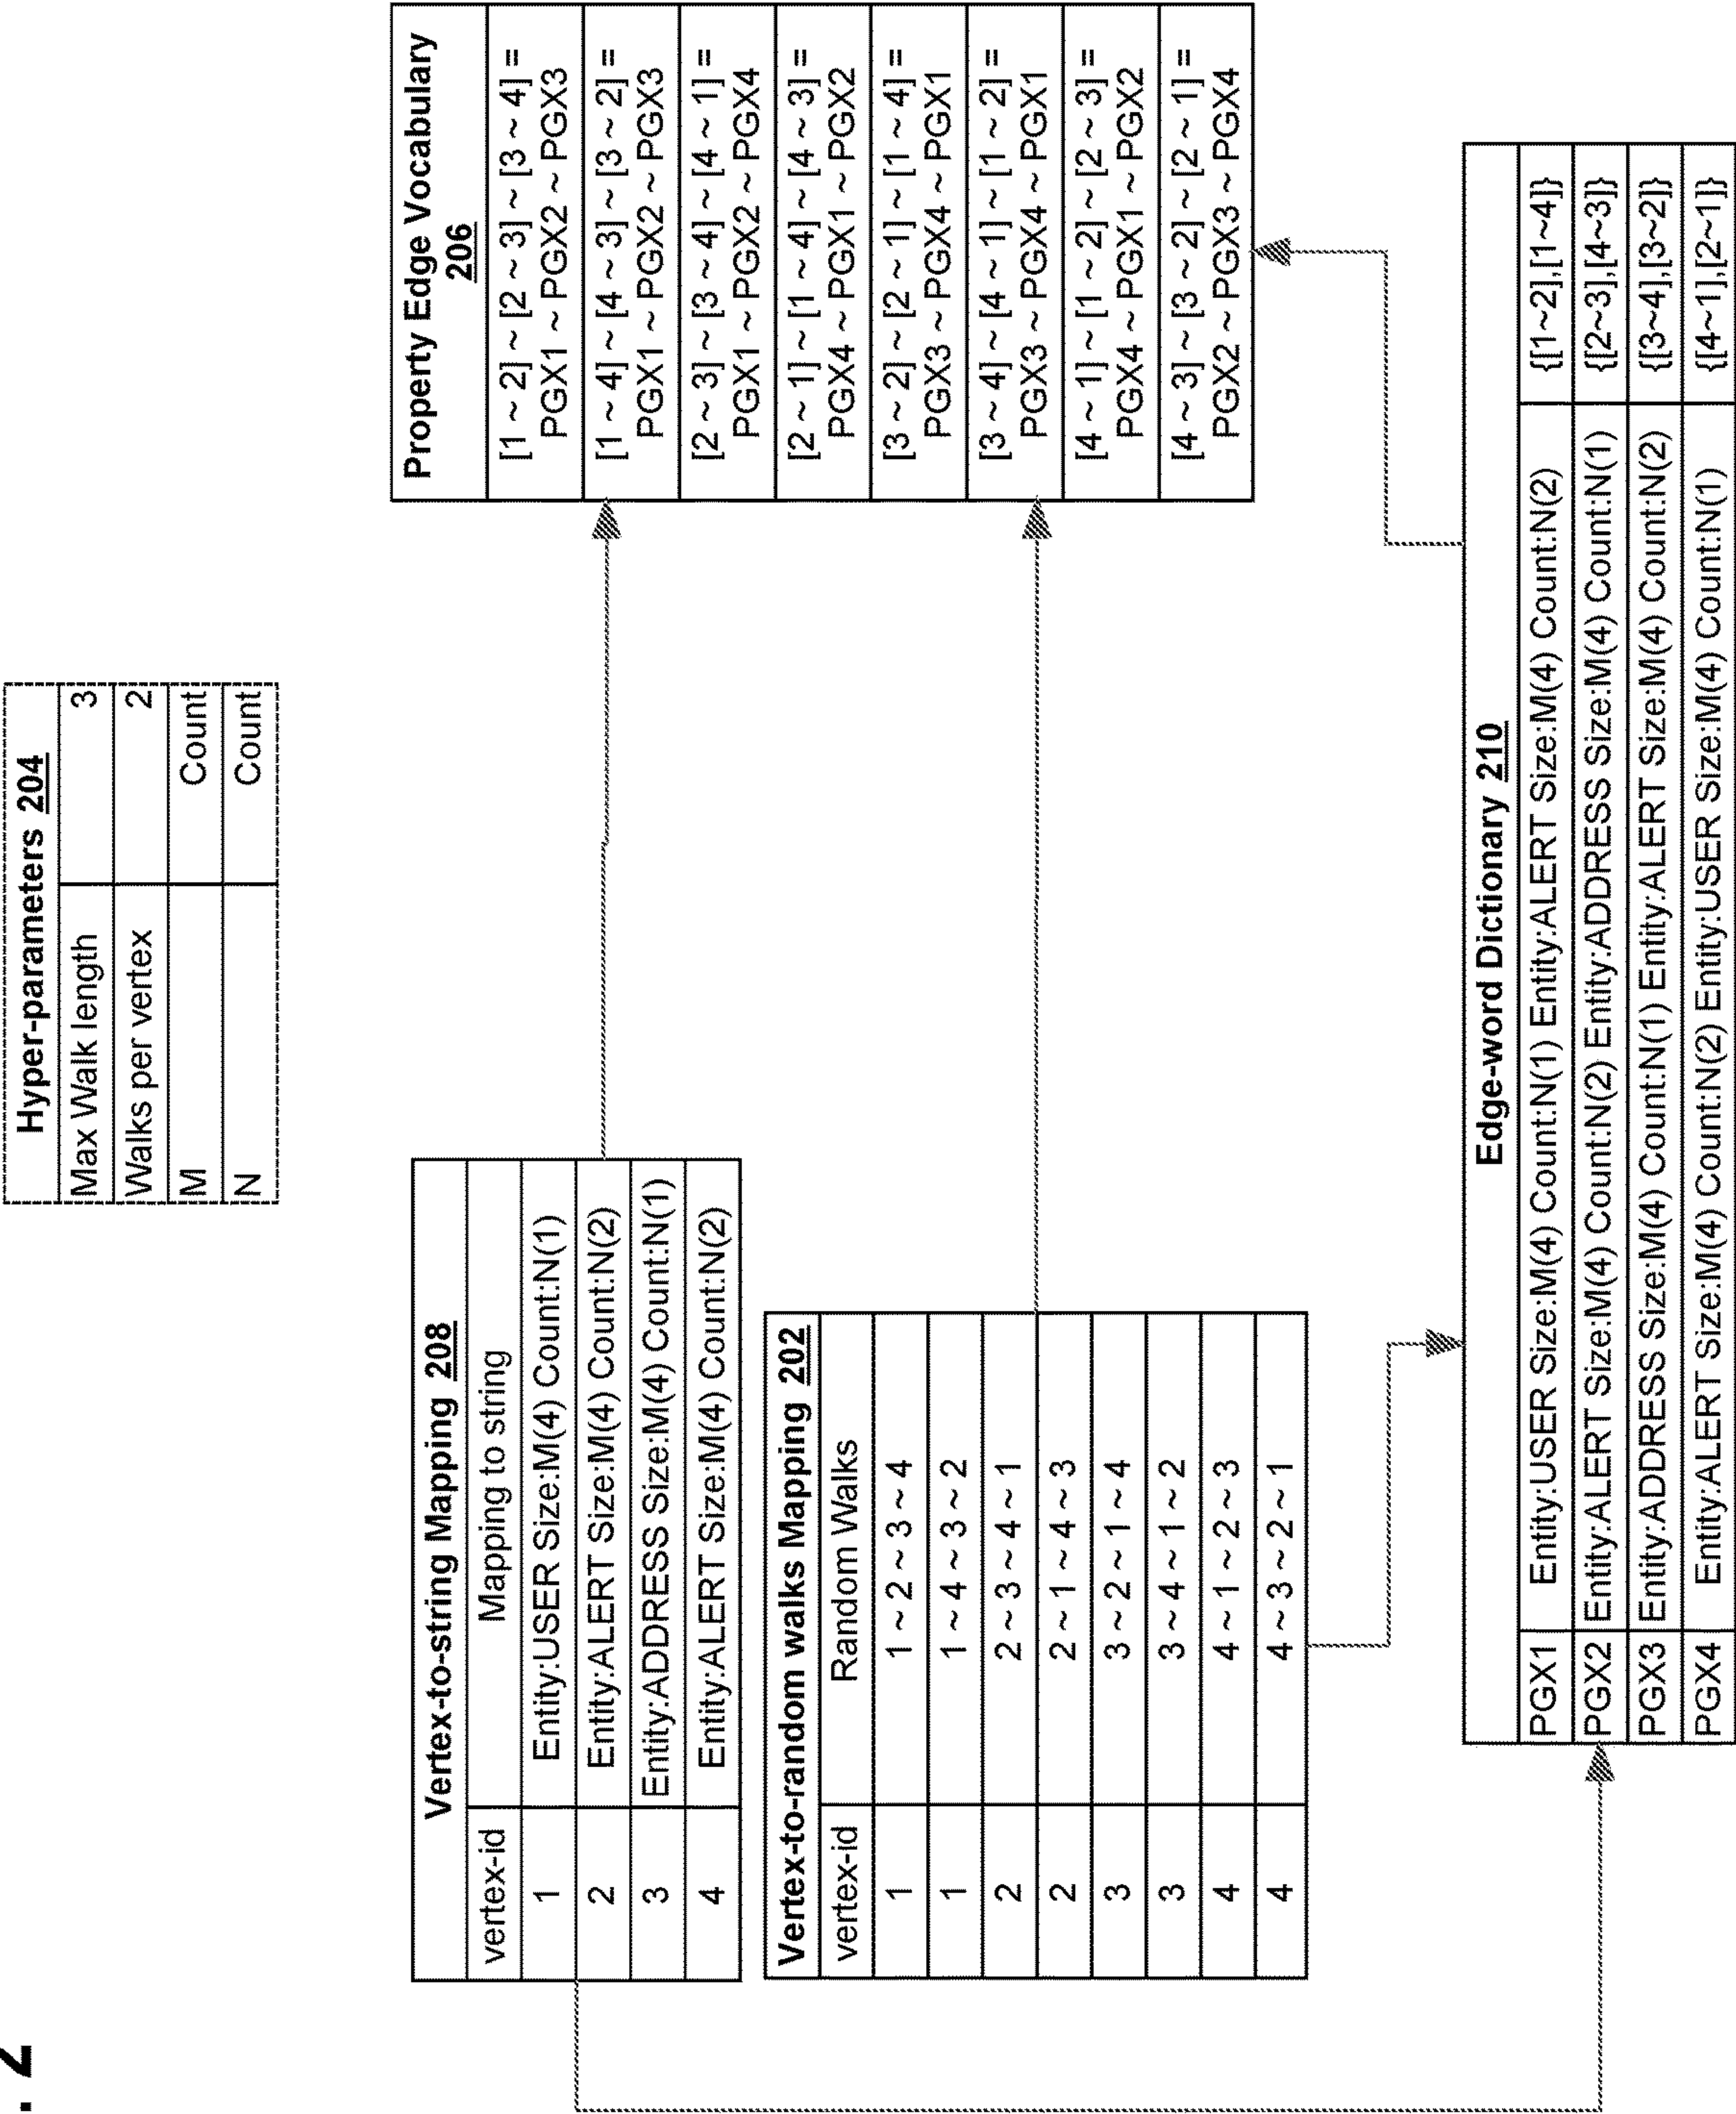 . 2
Hyper-parameters 204
Max Walk length 3
Walks per vertex 2
M Count
N Count
Vertex-to-string Mapping 208
vertex-id Mapping to string
1 Entity:USER Size:M(4) Count:N(1)
2 Entity:ALERT Size:M(4) Count:N(2)
3 Entity:ADDRESS Size:M(4) Count:N(1)
4 Entity:ALERT Size:M(4) Count:N(2)
Vertex-to-random walks Mapping 202
vertex-id Random Walks
1 1 ~ 2 ~ 3 ~ 4
1 1 ~ 4 ~ 3 ~ 2
2 2 ~ 3 ~ 4 ~ 1
2 2 ~ 1 ~ 4 ~ 3
3 3 ~ 2 ~ 1 ~ 4
3 3 ~ 4 ~ 1 ~ 2
4 4 ~ 1 ~ 2 ~ 3
4 4 ~ 3 ~ 2 ~ 1
Property Edge Vocabulary
206
[1 ~ 2] ~ [2 ~ 3] ~ [3 ~ 4] =
PGX1 ~ PGX2 ~ PGX3
[1 ~ 4] ~ [4 ~ 3] ~ [3 ~ 2] =
PGX1 ~ PGX2 ~ PGX3
[2 ~ 3] ~ [3 ~ 4] ~ [4 ~ 1] =
PGX1 ~ PGX2 ~ PGX4
[2 ~ 1] ~ [1 ~ 4] ~ [4 ~ 3] =
PGX4 ~ PGX1 ~ PGX2
[3 ~ 2] ~ [2 ~ 1] ~ [1 ~ 4] =
PGX3 ~ PGX4 ~ PGX1
[3 ~ 4] ~ [4 ~ 1] ~ [1 ~ 2] =
PGX3 ~ PGX4 ~ PGX1
[4 ~ 1] ~ [1 ~ 2] ~ [2 ~ 3] =
PGX4 ~ PGX1 ~ PGX2
[4 ~ 3] ~ [3 ~ 2] ~ [2 ~ 1] =
PGX2 ~ PGX3 ~ PGX4
Edge-word Dictionary 210
PGX1 Entity:USER Size:M(4) Count:N(1) Entity:ALERT Size:M(4) Count:N(2) {[1~2],[1~4]}
PGX2 Entity:ALERT Size:M(4) Count:N(2) Entity:ADDRESS Size:M(4) Count:N(1) {[2~3],[4~3]}
PGX3 Entity:ADDRESS Size:M(4) Count:N(1) Entity:ALERT Size:M(4) Count:N(2) {[3~4],[3~2]}
PGX4 Entity:ALERT Size:M(4) Count:N(2) Entity:USER Size:M(4) Count:N(1) {[4~1],[2~1]}